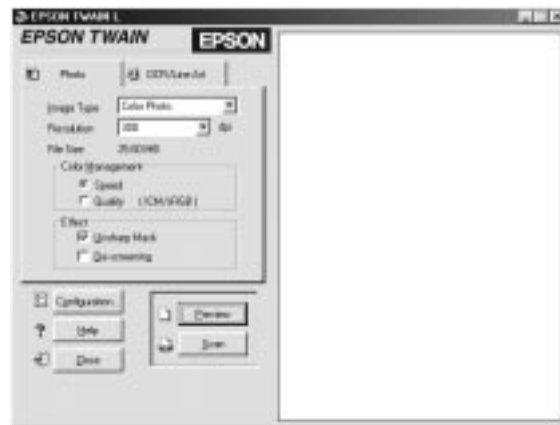 EPSON TWAIN L
EPSON TWAIN EPSON
Photo OCR/Line Art
Image Type Color Photo
Resolution 300 dpi
File Size
Color Management
Speed
Quality (ICM/sRGB)
Effect
Unsharp Mask
De-screening
Configuration
Preview
Help
Scan
Close